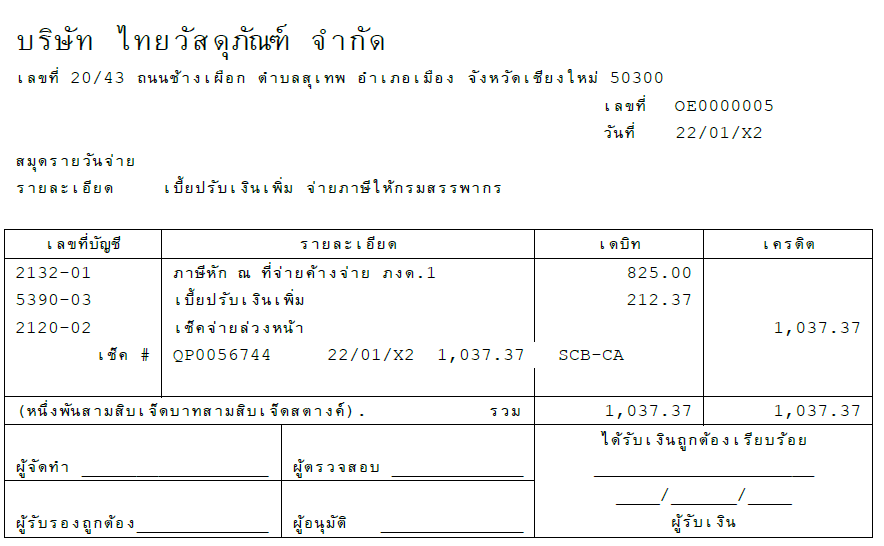 บริษัท ไทยวัสดุภัณฑ์ จำกัด
เลขที่ 20/43 ถนนช้างเผือก ตำบลสุเทพ อำเภอเมือง จังหวัดเชียงใหม่ 50300
เลขที่ OE0000005
วันที่ 22/01/X2
สมุดรายวันจ่าย
รายละเอียด เบี้ยปรับเงินเพิ่ม จ่ายภาษีให้กรมสรรพากร
เลขที่บัญชี รายละเอียด เดบิท เครดิต
2132-01 ภาษีหัก ณ ที่จ่ายค้างจ่าย ภงด.1 825.00
5390-03 เบี้ยปรับเงินเพิ่ม 212.37
2120-02 เช็คจ่ายล่วงหน้า 1,037.37
เช็ค # QP0056744 22/01/X2 1,037.37 SCB-CA
(หนึ่งพันสามสิบเจ็ดบาทสามสิบเจ็ดสตางค์). รวม 1,037.37 1,037.37
ได้รับเงินถูกต้องเรียบร้อย
ผู้จัดทำ ____________ ผู้ตรวจสอบ ____________
____/______/____
ผู้รับรองถูกต้อง____________ ผู้อนุมัติ ____________ ผู้รับเงิน